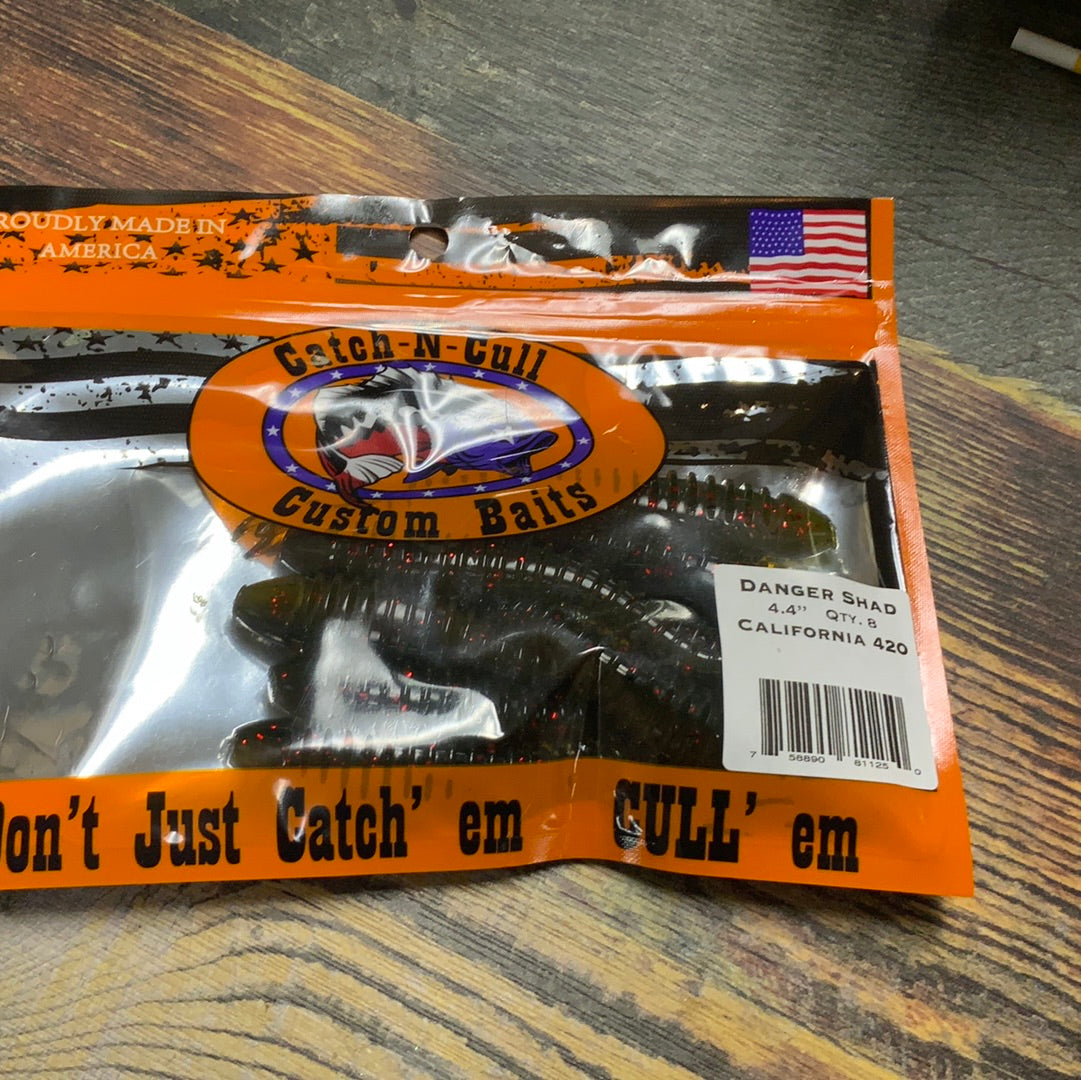 ROUDLY MADE IN
AMERICA
Catch-N-Cull
Custom Baits
DANGER SHAD
4.4" QTY. 8
CALIFORNIA 420
7 58890 81125 0
Don't Just Catch' em CULL' em